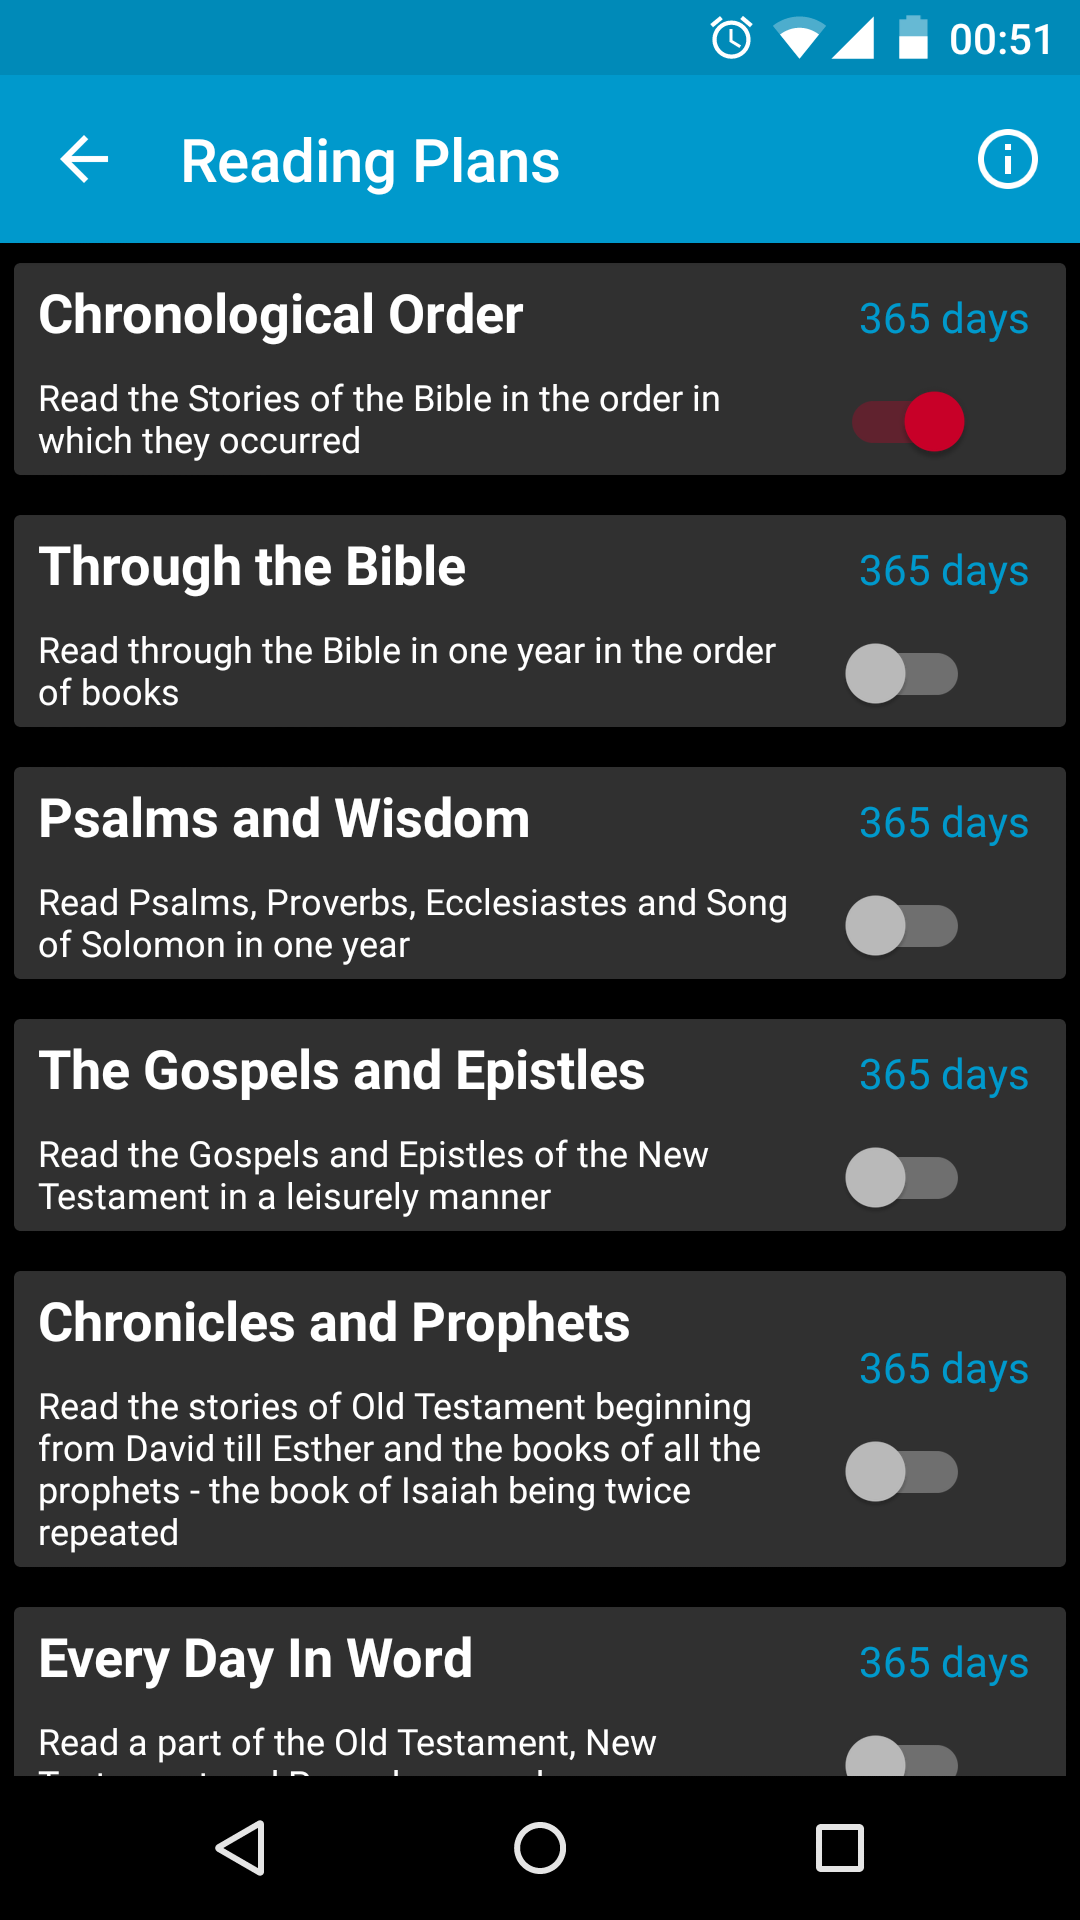 00:51
Reading Plans
Chronological Order
365 days
Read the Stories of the Bible in the order in
which they occurred
Through the Bible
365 days
Read through the Bible in one year in the order
of books
Psalms and Wisdom
365 days
Read Psalms, Proverbs, Ecclesiastes and Song
of Solomon in one year
The Gospels and Epistles
365 days
Read the Gospels and Epistles of the New
Testament in a leisurely manner
Chronicles and Prophets
365 days
Read the stories of Old Testament beginning
from David till Esther and the books of all the
prophets - the book of Isaiah being twice
repeated
Every Day In Word
365 days
Read a part of the Old Testament, New